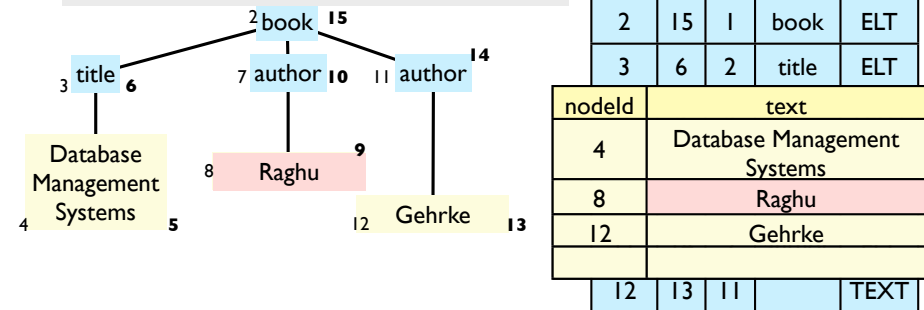 2 book 15
3 title 6
7 author 10
11 author 14
Database
Management
Systems
4 5
8 Raghu 9
12 Gehrke 13
2 15 1 book ELT
3 6 2 title ELT
nodeId text
4 Database Management
Systems
8 Raghu
12 Gehrke
12 13 11 TEXT